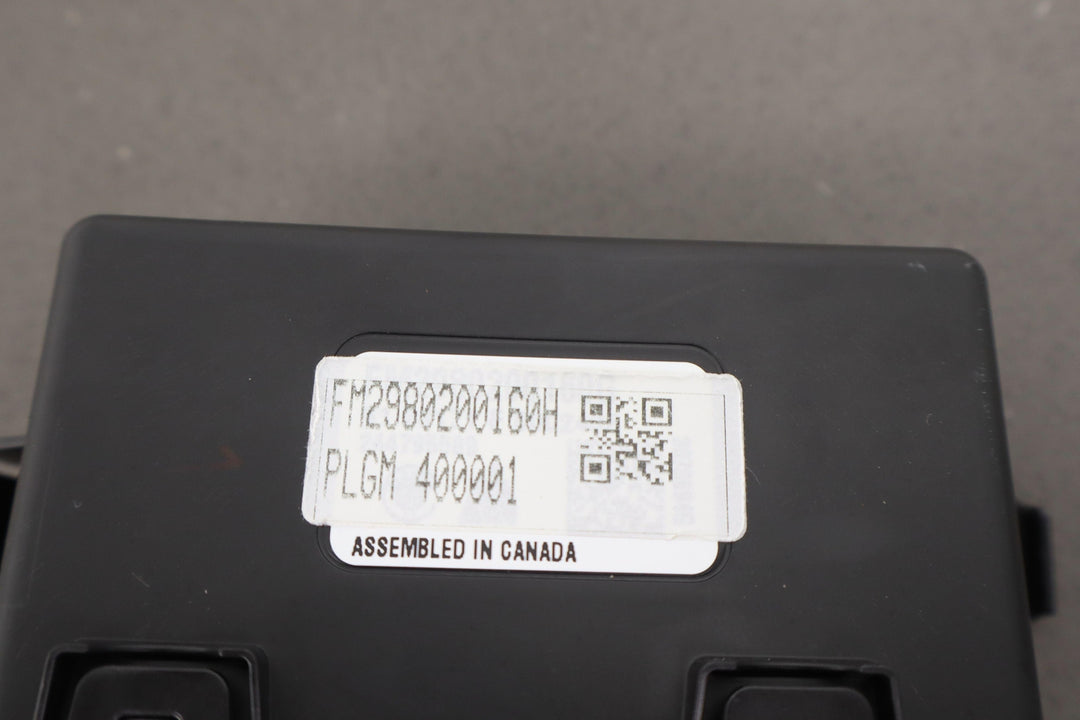 FM2980200160H
PLGM 400001
ASSEMBLED IN CANADA